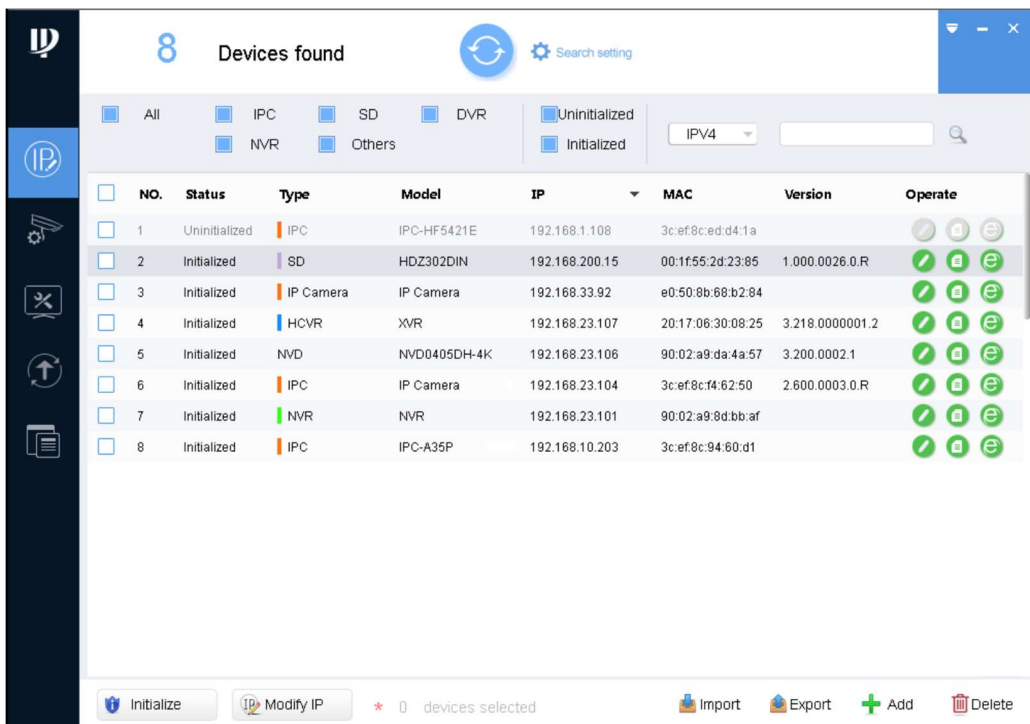 IP
8 Devices found Search setting
All IPC SD DVR Uninitialized
NVR Others Initialized
IPV4
IP
NO. Status Type Model IP MAC Version Operate
1 Uninitialized IPC IPC-HF5421E 192.168.1.108 3c:ef:8c:ed:d4:1a
2 Initialized SD HDZ302DIN 192.168.200.15 00:1f:55:2d:23:85 1.000.0026.0.R
3 Initialized IP Camera IP Camera 192.168.33.92 e0:50:8b:68:b2:84
4 Initialized HCVR XVR 192.168.23.107 20:17:06:30:08:25 3.218.0000001.2
5 Initialized NVD NVD0405DH-4K 192.168.23.106 90:02:a9:da:4a:57 3.200.0002.1
6 Initialized IPC IP Camera 192.168.23.104 3c:ef:8c:f4:62:50 2.600.0003.0.R
7 Initialized NVR NVR 192.168.23.101 90:02:a9:8d:bb:af
8 Initialized IPC IPC-A35P 192.168.10.203 3c:ef:8c:94:60:d1
Initialize IP Modify IP * 0 devices selected Import Export Add Delete